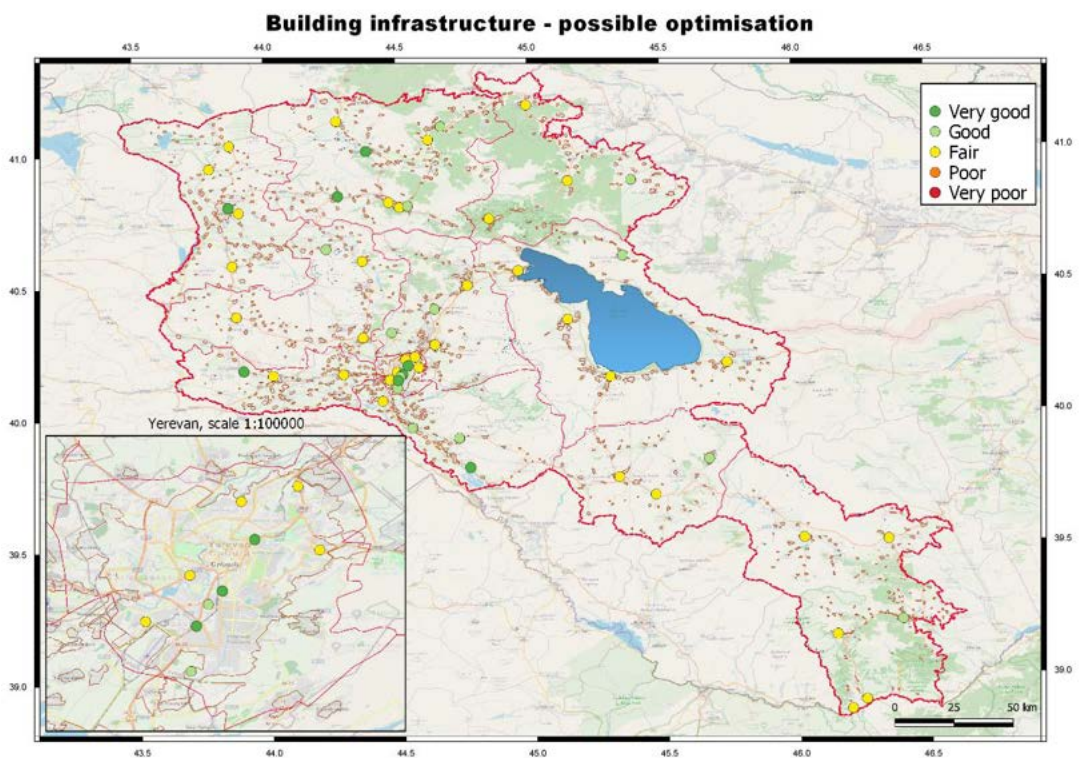 Building infrastructure - possible optimisation
43.5 44.0 44.5 45.0 45.5 46.0 46.5
Very good
Good
Fair
Poor
Very poor
41.0 41.0
40.5 40.5
40.0 40.0
Yerevan, scale 1:100000
39.5 39.5
39.0 39.0
0 25 50 km
43.5 44.0 44.5 45.0 45.5 46.0 46.5